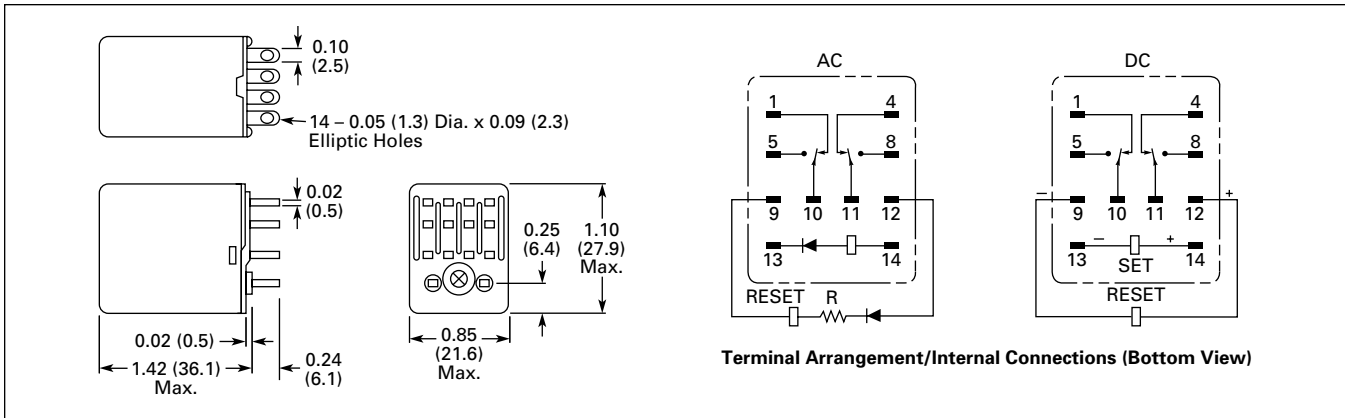 0.10
(2.5)
14 – 0.05 (1.3) Dia. x 0.09 (2.3)
Elliptic Holes
0.02
(0.5)
0.02 (0.5)
1.42 (36.1)
Max.
0.24
(6.1)
0.25
(6.4)
1.10
(27.9)
Max.
0.85
(21.6)
Max.
AC
1 4
5 8
9 10 11 12
13 14
RESET R
DC
1 4
5 8
– +
9 10 11 12
– +
13 14
SET
RESET
Terminal Arrangement/Internal Connections (Bottom View)